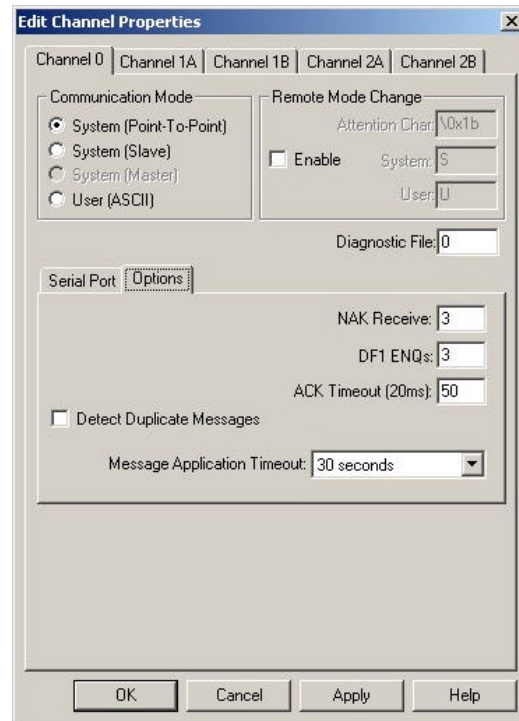 Edit Channel Properties
Channel 0 Channel 1A Channel 1B Channel 2A Channel 2B
Communication Mode
System (Point-To-Point)
System (Slave)
System (Master)
User (ASCII)
Remote Mode Change
Attention Char: \0x1b
Enable System: S
User: U
Diagnostic File: 0
Serial Port Options
NAK Receive: 3
DF1 ENQs: 3
ACK Timeout (20ms): 50
Detect Duplicate Messages
Message Application Timeout: 30 seconds
OK Cancel Apply Help